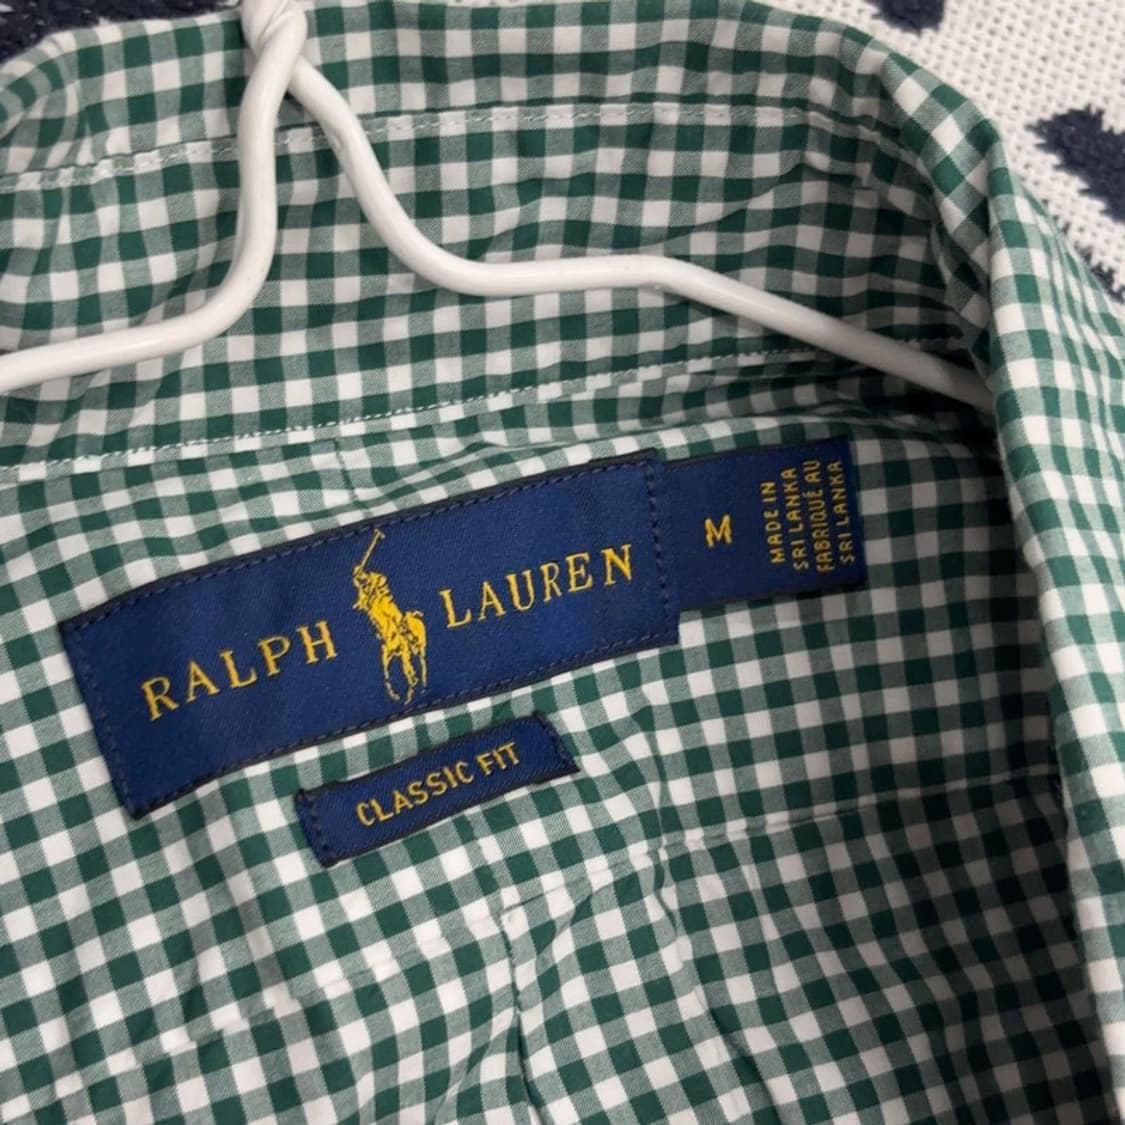 RALPH LAUREN
M
MADE IN
SRI LANKA
FABRIQUÉ AU
SRI LANKA
CLASSIC FIT